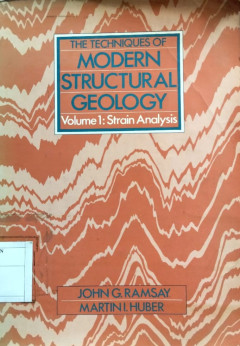 THE TECHNIQUES OF
MODERN
STRUCTURAL
GEOLOGY
Volume 1: Strain Analysis
JOHN G. RAMSAY
MARTIN I. HUBER